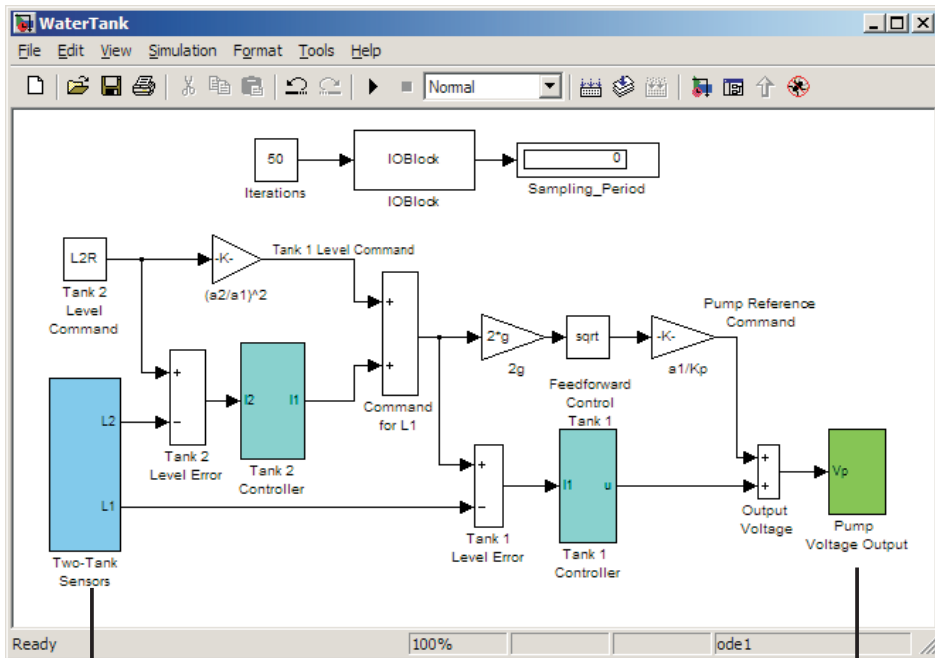 WaterTank
File Edit View Simulation Format Tools Help
Normal
50
Iterations
IOBlock
IOBlock
0
Sampling_Period
L2R
Tank 2
Level
Command
-K-
(a2/a1)^2
Tank 1 Level Command
+
+
Command
for L1
2*g
2g
sqrt
-K-
a1/Kp
Pump Reference
Command
Feedforward
Control
Tank 1
L2
L1
Two-Tank
Sensors
+
−
Tank 2
Level Error
l2
l1
Tank 2
Controller
+
−
Tank 1
Level Error
l1
u
Tank 1
Controller
+
+
Output
Voltage
Vp
Pump
Voltage Output
Ready
100%
ode1